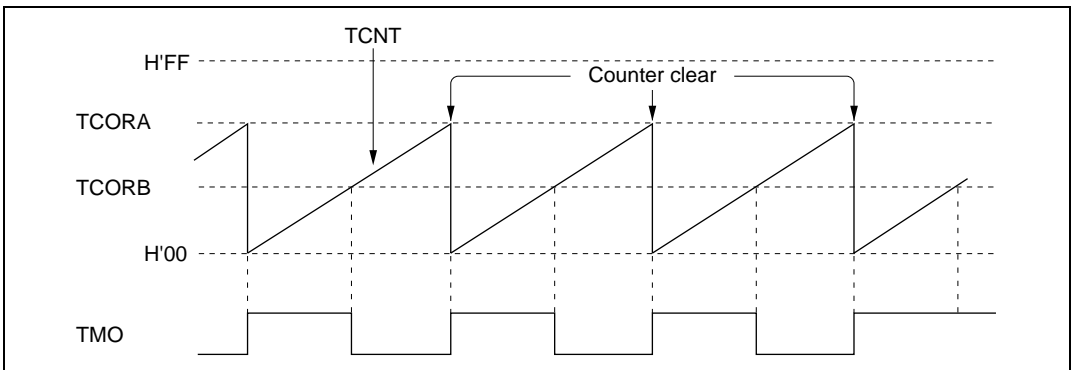 TCNT
H'FF
Counter clear
TCORA
TCORB
H'00
TMO